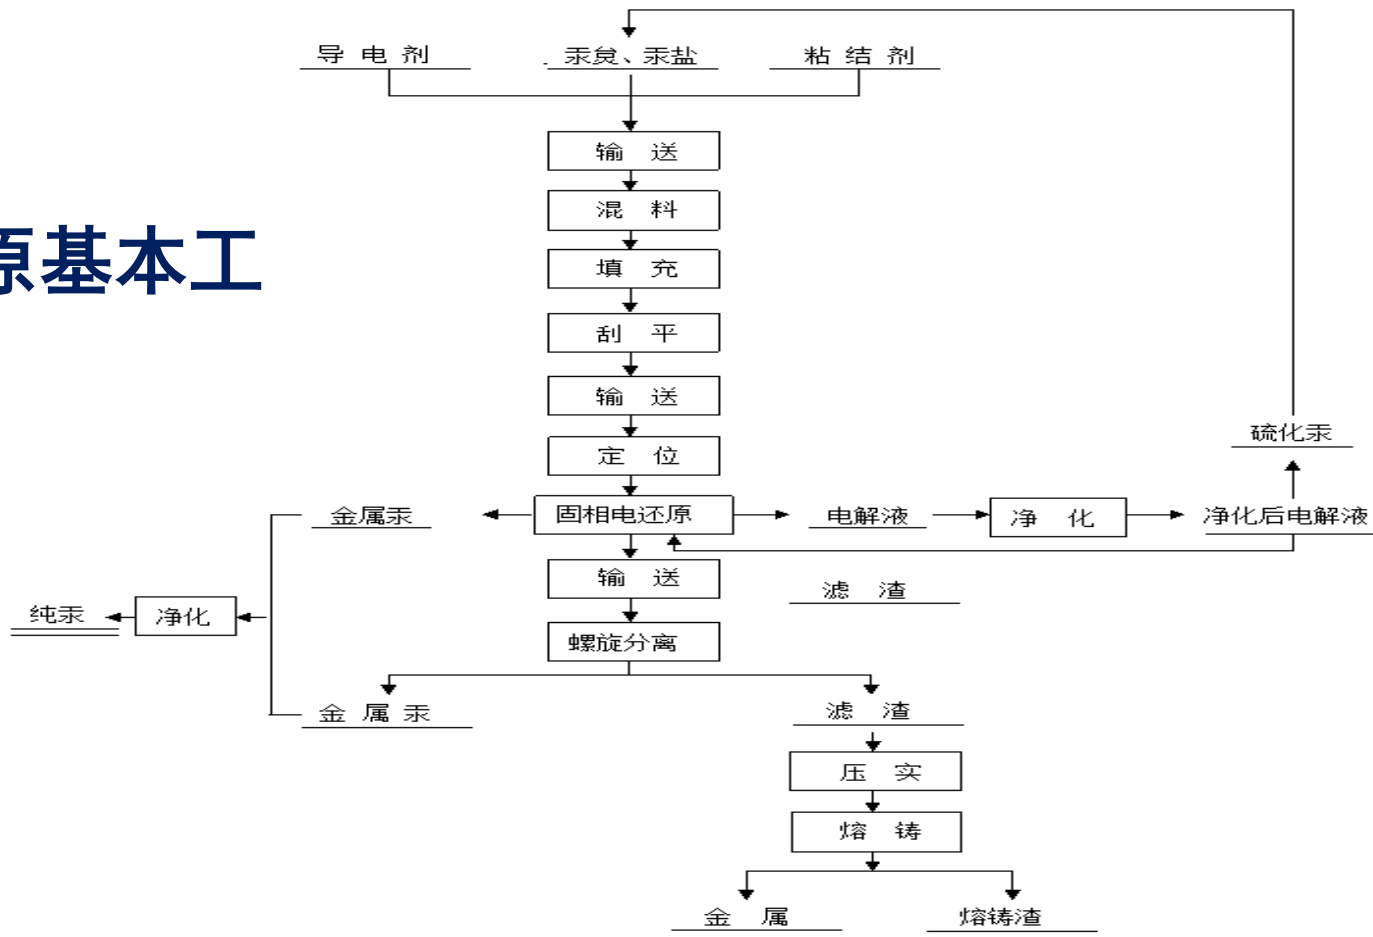 导 电 剂
汞炱、汞盐
粘 结 剂
输 送
混 料
原基本工
填 充
刮 平
输 送
硫化汞
定 位
金属汞
固相电还原
电解液
净 化
净化后电解液
输 送
滤 渣
纯汞
净化
螺旋分离
金 属 汞
滤 渣
压 实
熔 铸
金 属
熔铸渣